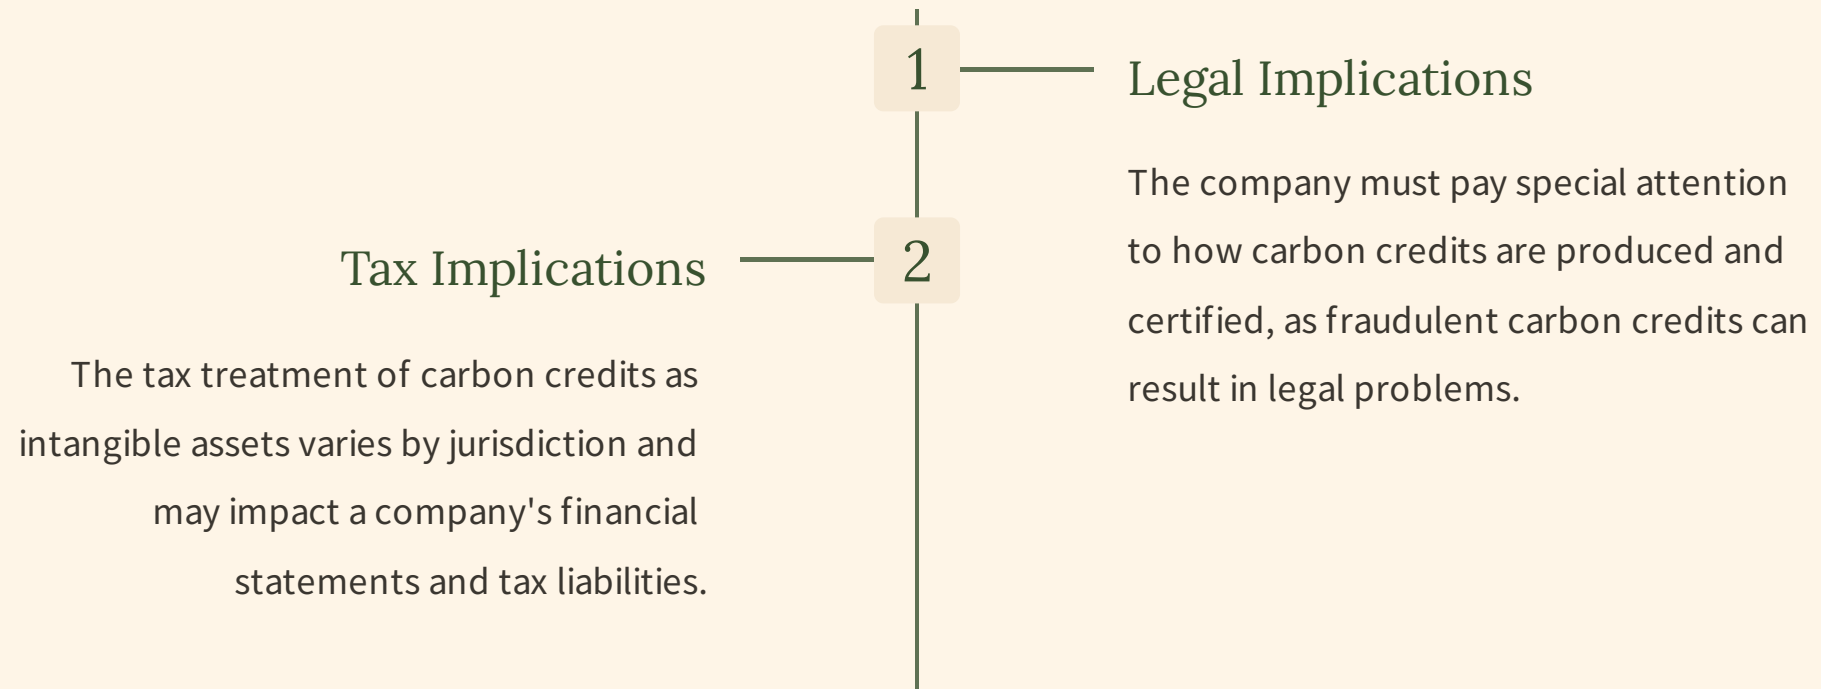 1
Legal Implications
The company must pay special attention
to how carbon credits are produced and
certified, as fraudulent carbon credits can
result in legal problems.
2
Tax Implications
The tax treatment of carbon credits as
intangible assets varies by jurisdiction and
may impact a company's financial
statements and tax liabilities.